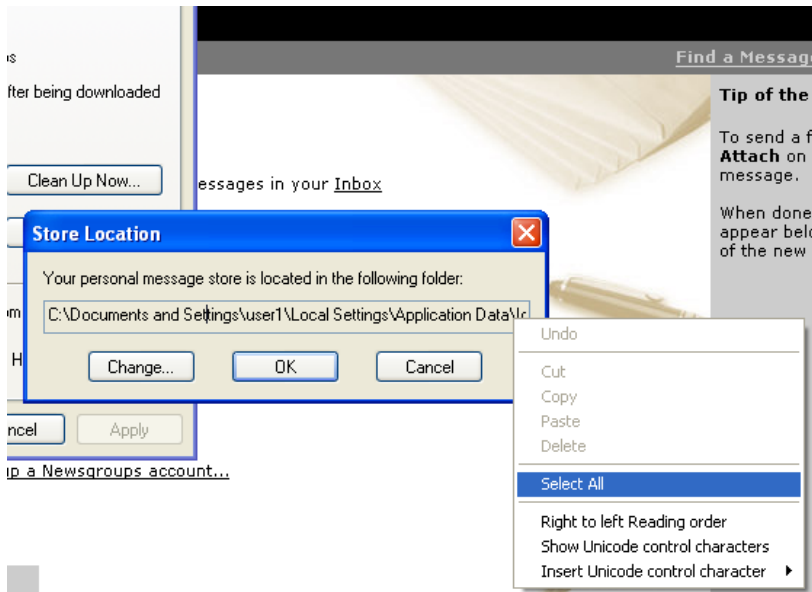 Find a Message
fter being downloaded
Tip of the
To send a f
Attach on
message.
Clean Up Now...
essages in your Inbox
When done
appear belo
of the new
Store Location
Your personal message store is located in the following folder:
C:\Documents and Settings\user1\Local Settings\Application Data\Id
Change...
OK
Cancel
H
ncel
Apply
up a Newsgroups account...
Undo
Cut
Copy
Paste
Delete
Select All
Right to left Reading order
Show Unicode control characters
Insert Unicode control character